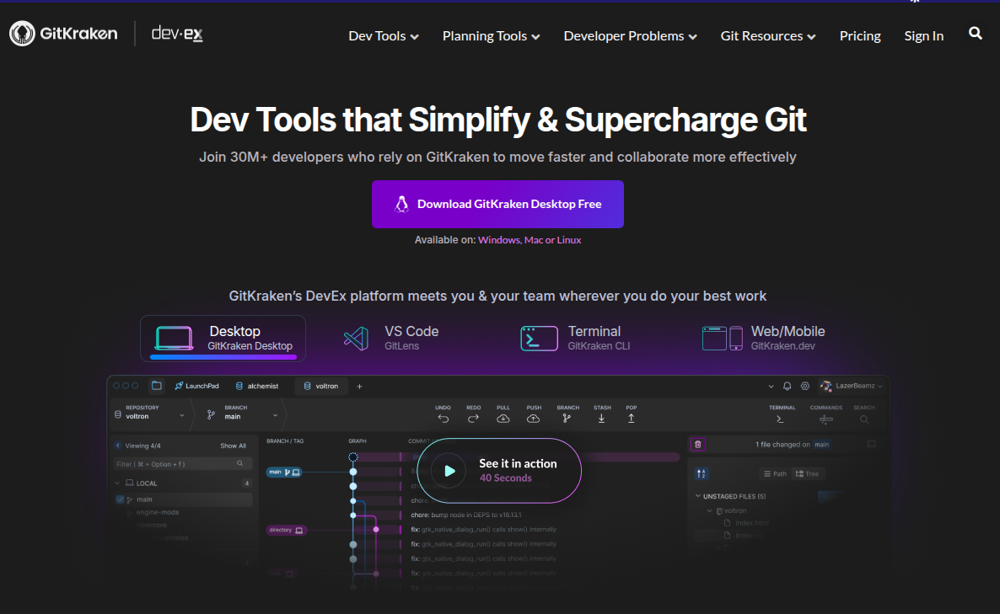 GitKraken dev·ex Dev Tools Planning Tools Developer Problems Git Resources Pricing Sign In
Dev Tools that Simplify & Supercharge Git
Join 30M+ developers who rely on GitKraken to move faster and collaborate more effectively
Download GitKraken Desktop Free
Available on: Windows, Mac or Linux
GitKraken’s DevEx platform meets you & your team wherever you do your best work
Desktop
GitKraken Desktop
VS Code
GitLens
Terminal
GitKraken CLI
Web/Mobile
GitKraken.dev
LaunchPad alchemist voltron + LazerBeamz
REPOSITORY
voltron
BRANCH
main
UNDO REDO PULL PUSH BRANCH STASH POP TERMINAL COMMANDS SEARCH
Viewing 4/4 Show All
Filter ( ⌘ + Option + f )
LOCAL 4
main
engine-mods
BRANCH / TAG GRAPH
main
directory
See it in action
40 Seconds
chore: bump node in DEPS to v16.13.1
fix: gtk_native_dialog_run() calls show() internally
fix: gtk_native_dialog_run() calls show() internally
fix: gtk_native_dialog_run() calls show() internally
fix: gtk_native_dialog_run() calls show() internally
1 file changed on main
Path Tree
UNSTAGED FILES (5)
voltron
index.html